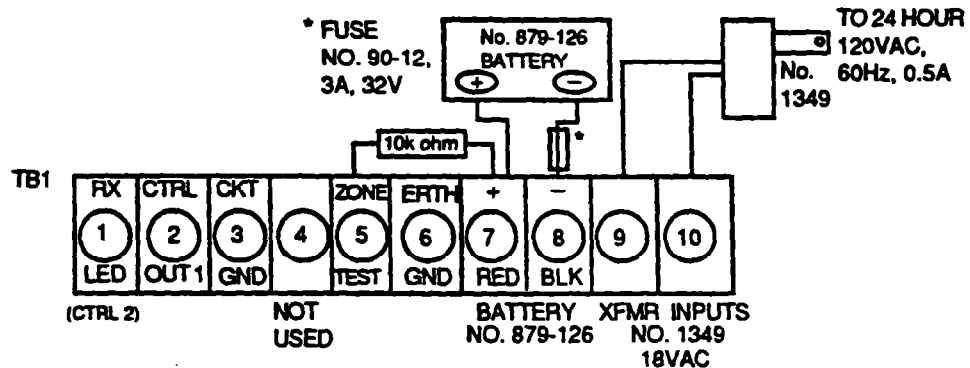 * FUSE
NO. 90-12,
3A, 32V
No. 879-126
BATTERY
+ −
*
No.
1349
TO 24 HOUR
120VAC,
60Hz, 0.5A
10k ohm
TB1
RX CTRL CKT ZONE ERTH + −
1 2 3 4 5 6 7 8 9 10
LED OUT 1 GND TEST GND RED BLK
(CTRL 2)
NOT
USED
BATTERY
NO. 879-126
XFMR INPUTS
NO. 1349
18VAC